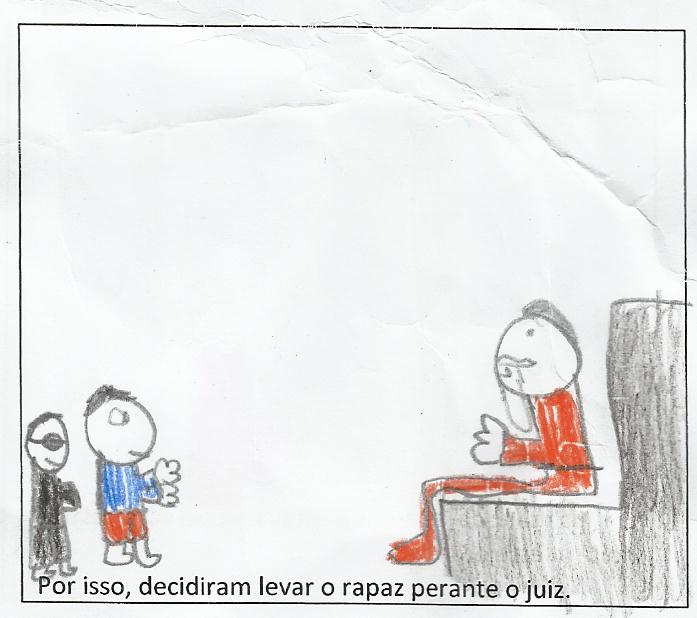 Por isso, decidiram levar o rapaz perante o juiz.